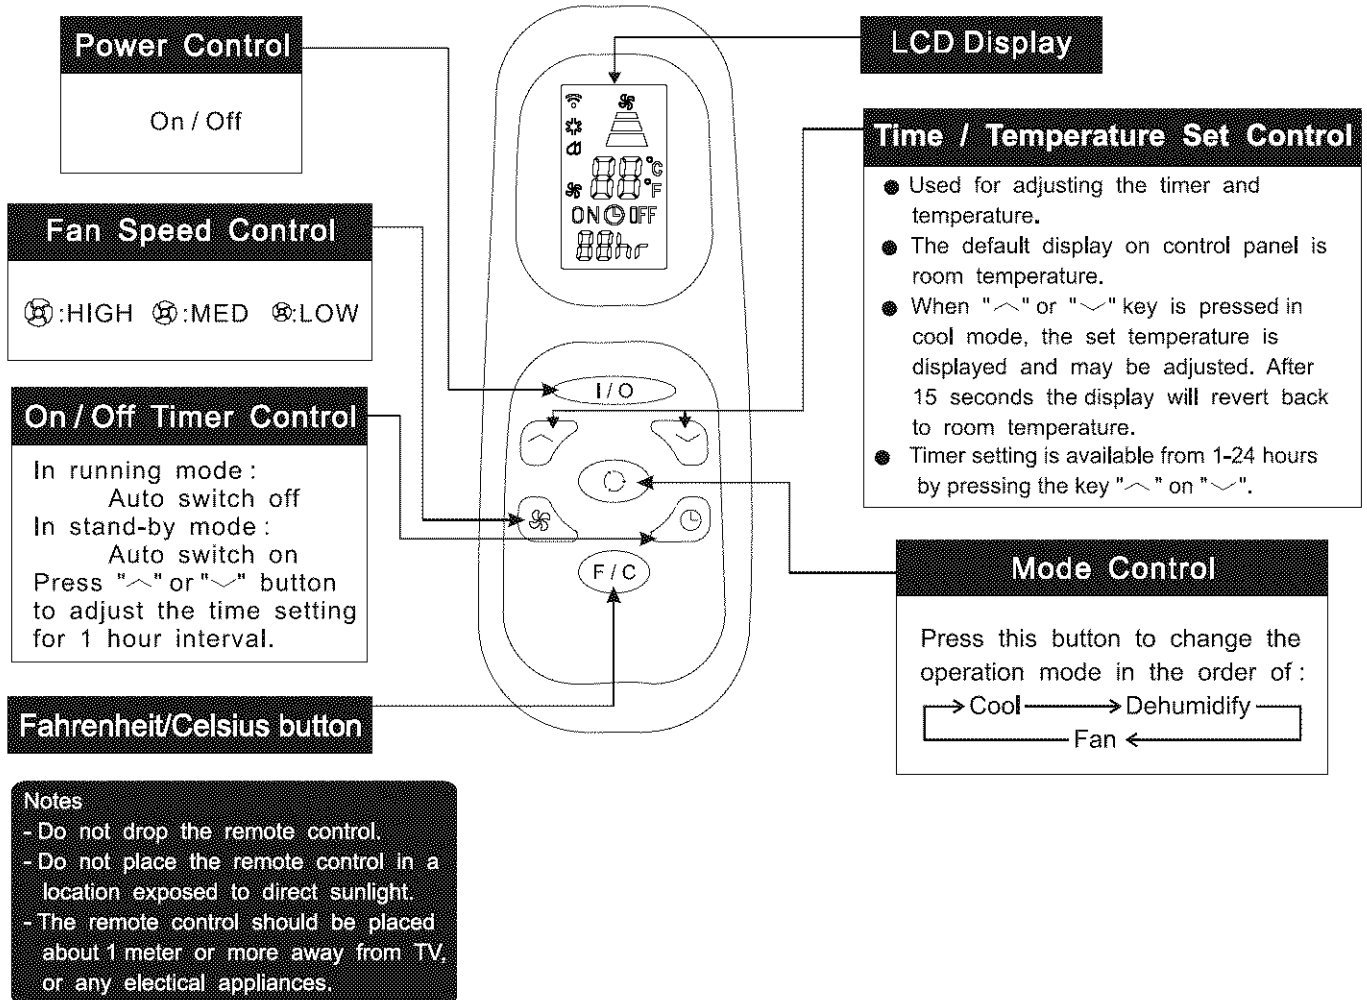 Power Control
On / Off
Fan Speed Control
:HIGH :MED :LOW
On / Off Timer Control
In running mode :
Auto switch off
In stand-by mode :
Auto switch on
Press "︿" or "﹀" button
to adjust the time setting
for 1 hour interval.
Fahrenheit/Celsius button
Notes
- Do not drop the remote control.
- Do not place the remote control in a
location exposed to direct sunlight.
- The remote control should be placed
about 1 meter or more away from TV,
or any electical appliances.
88 °C
°F
ON OFF
88hr
I / O
F / C
LCD Display
Time / Temperature Set Control
● Used for adjusting the timer and
temperature.
● The default display on control panel is
room temperature.
● When "︿" or "﹀" key is pressed in
cool mode, the set temperature is
displayed and may be adjusted. After
15 seconds the display will revert back
to room temperature.
● Timer setting is available from 1-24 hours
by pressing the key "︿" on "﹀".
Mode Control
Press this button to change the
operation mode in the order of :
Cool Dehumidify
Fan